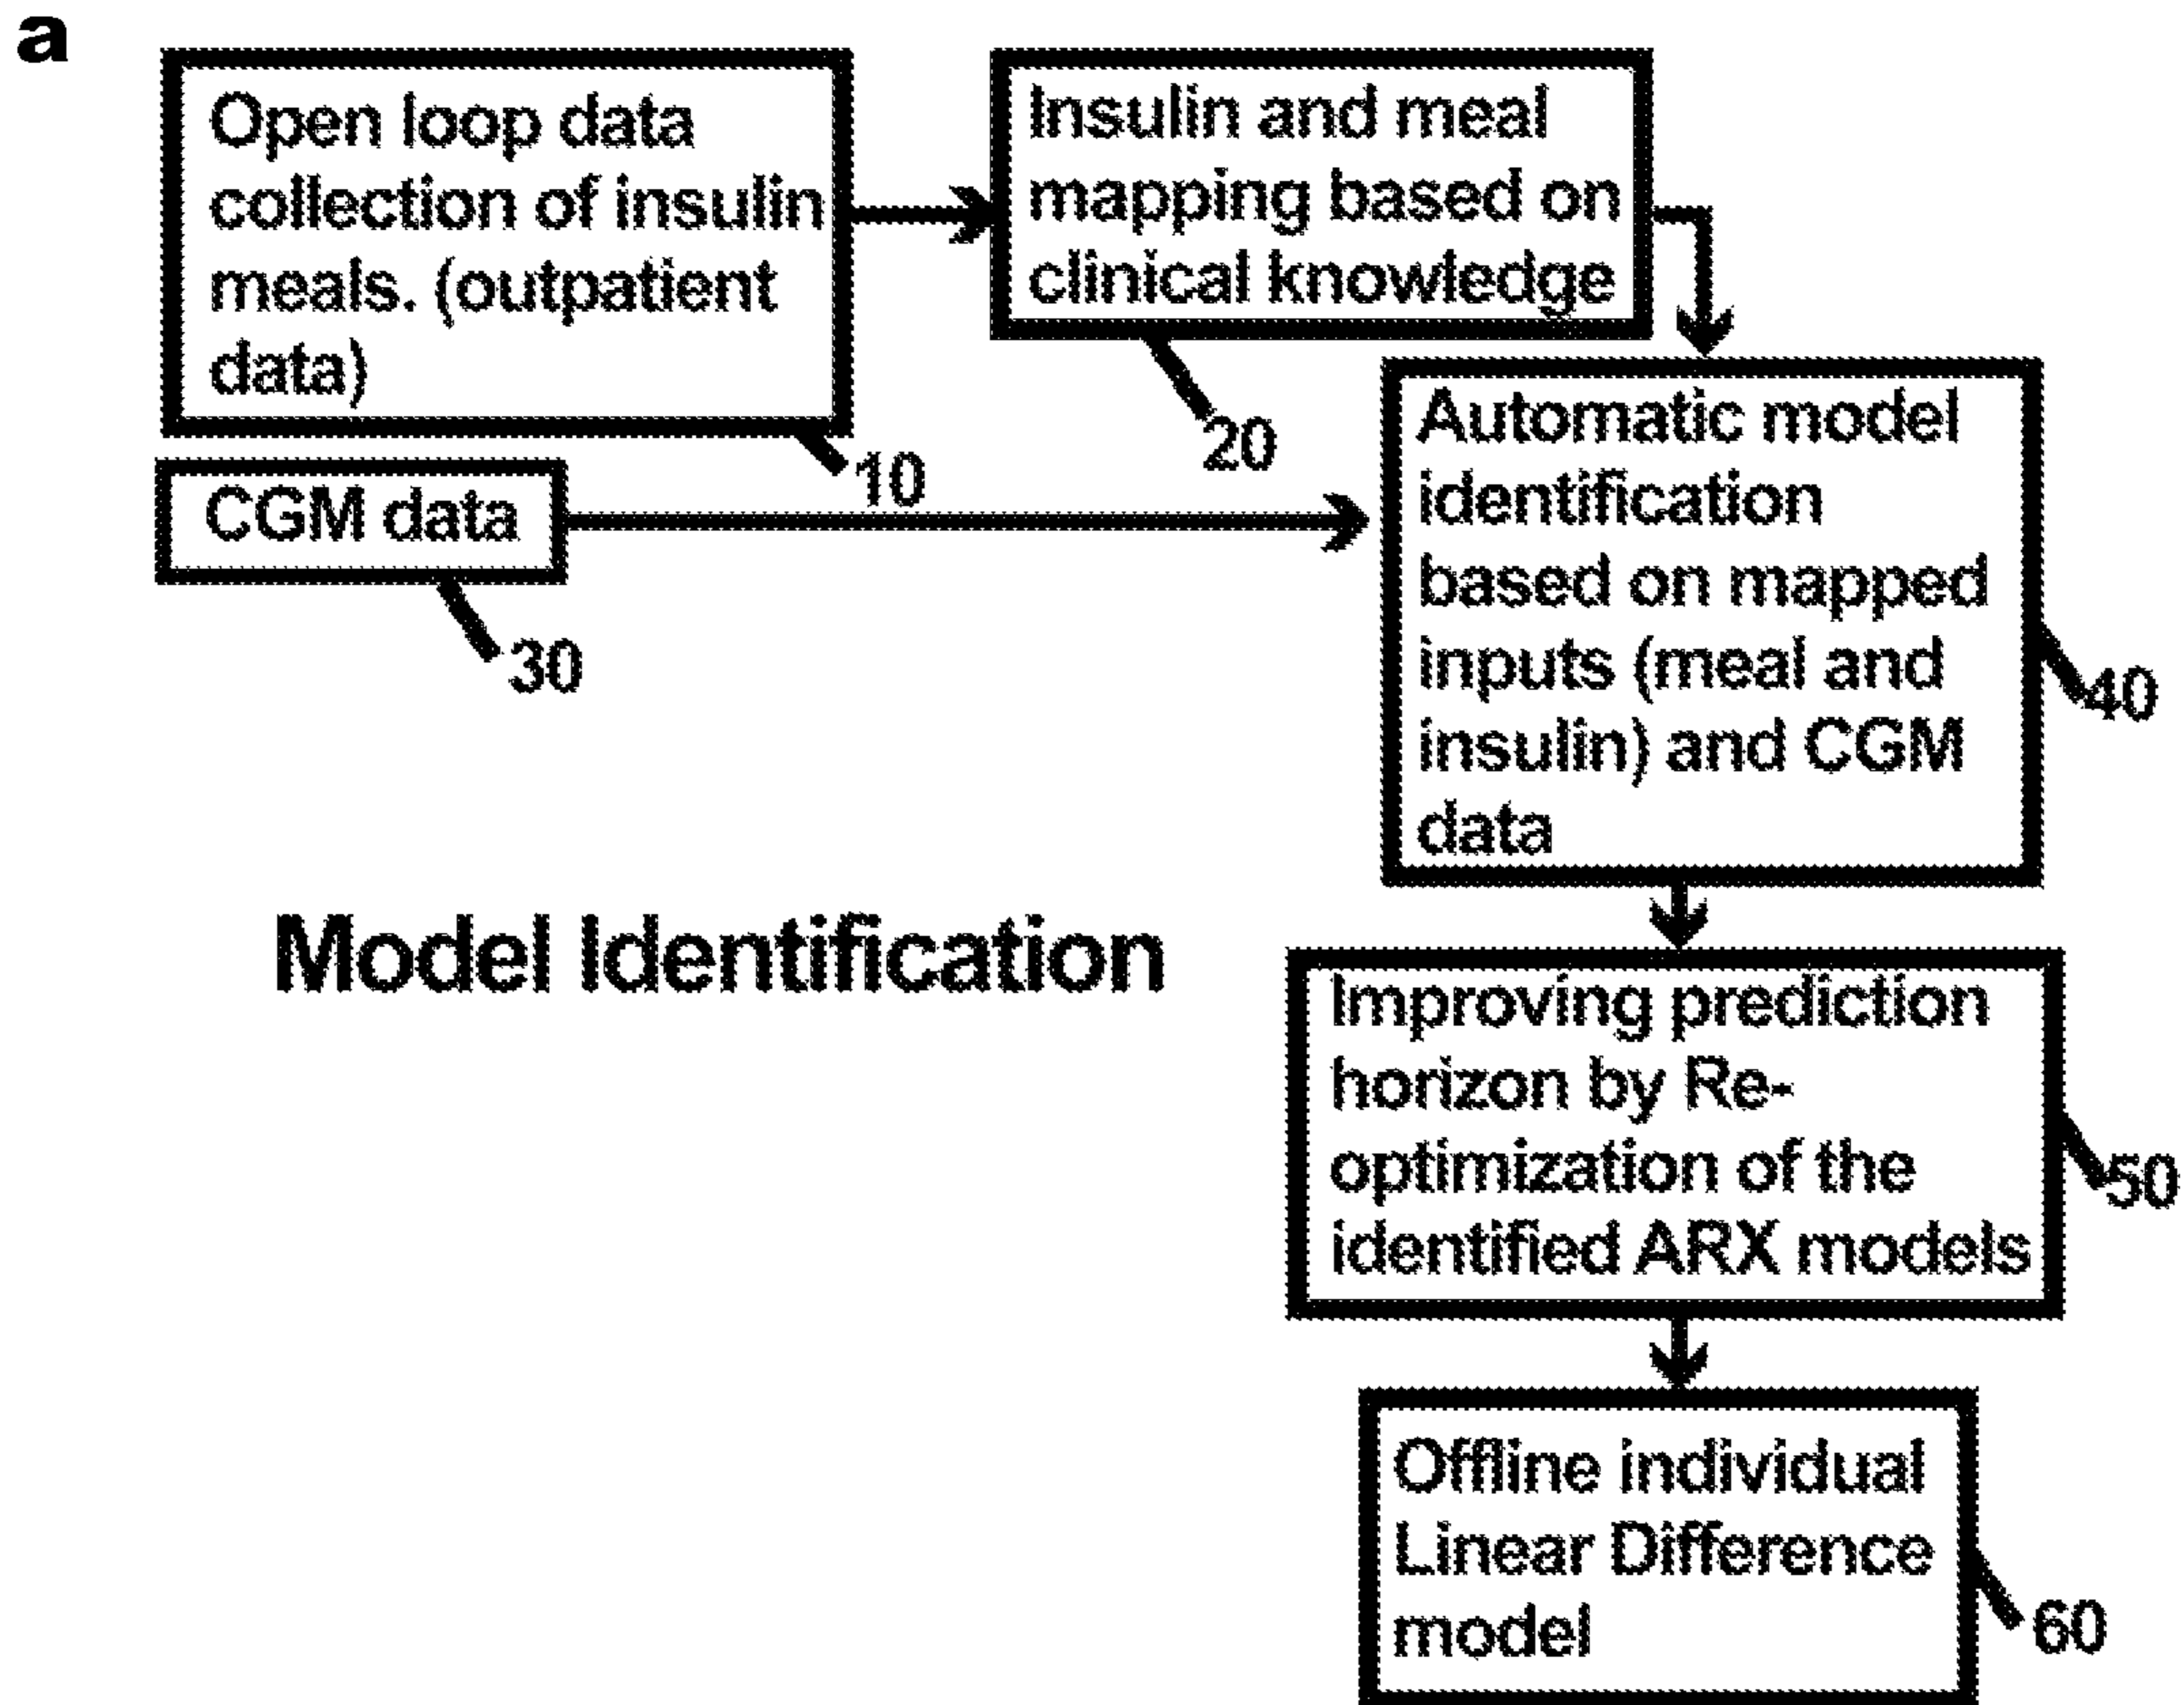 a
Open loop data
collection of insulin
meals. (outpatient
data)
10
Insulin and meal
mapping based on
clinical knowledge
20
CGM data
30
Automatic model
identification
based on mapped
inputs (meal and
insulin) and CGM
data
40
Model Identification
Improving prediction
horizon by Re-
optimization of the
identified ARX models
50
Offline individual
Linear Difference
model
60